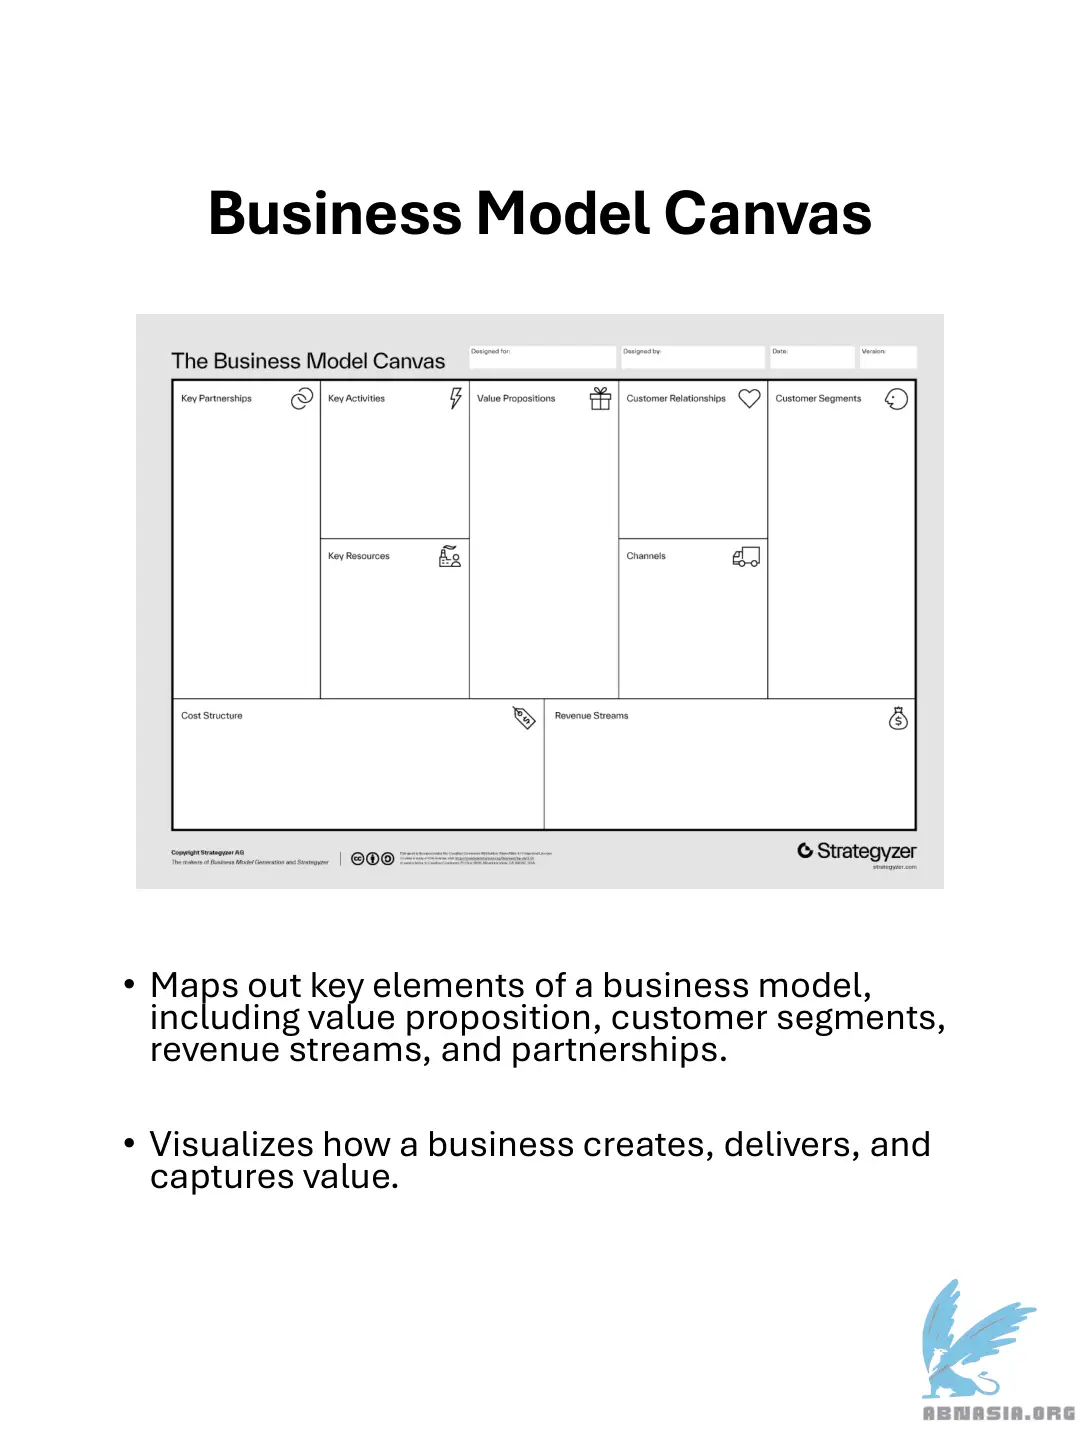 Business Model Canvas
The Business Model Canvas
Designed for:
Designed by:
Date:
Version:
Key Partnerships
Key Activities
Value Propositions
Customer Relationships
Customer Segments
Key Resources
Channels
Cost Structure
Revenue Streams
Copyright Strategyzer AG
The makers of Business Model Generation and Strategyzer
Strategyzer
strategyzer.com
• Maps out key elements of a business model,
including value proposition, customer segments,
revenue streams, and partnerships.
• Visualizes how a business creates, delivers, and
captures value.
ABNASIA.ORG